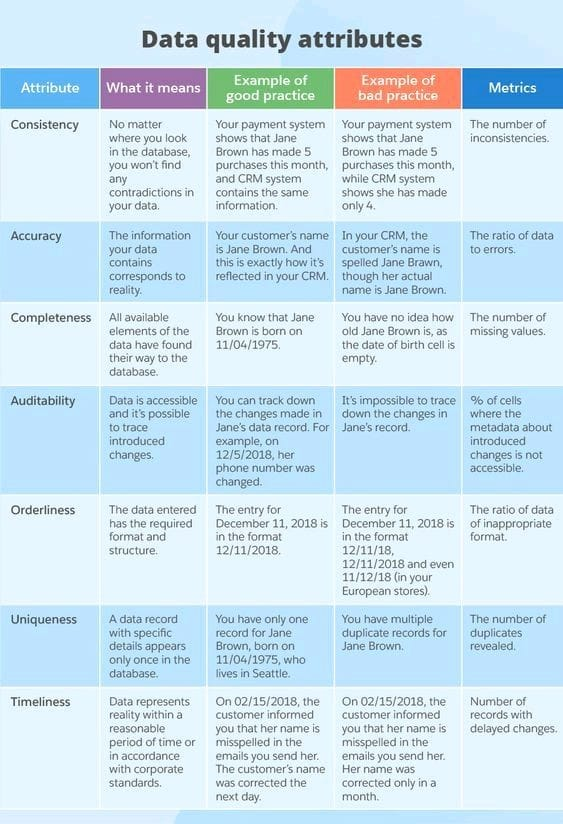 Data quality attributes
Attribute
What it means
Example of
good practice
Example of
bad practice
Metrics
Consistency
No matter
where you look
in the database,
you won't find
any
contradictions in
your data.
Your payment system
shows that Jane
Brown has made 5
purchases this month,
and CRM system
contains the same
information.
Your payment system
shows that Jane
Brown has made 5
purchases this month,
while CRM system
shows she has made
only 4.
The number of
inconsistencies.
Accuracy
The information
your data
contains
corresponds to
reality.
Your customer's name
is Jane Brown. And
this is exactly how it's
reflected in your CRM.
In your CRM, the
customer's name is
spelled Jane Brawn,
though her actual
name is Jane Brown.
The ratio of data
to errors.
Completeness
All available
elements of the
data have found
their way to the
database.
You know that Jane
Brown is born on
11/04/1975.
You have no idea how
old Jane Brown is, as
the date of birth cell is
empty.
The number of
missing values.
Auditability
Data is accessible
and it's possible
to trace
introduced
changes.
You can track down
the changes made in
Jane's data record. For
example, on
12/5/2018, her
phone number was
changed.
It's impossible to trace
down the changes in
Jane's record.
% of cells
where the
metadata about
introduced
changes is not
accessible.
Orderliness
The data entered
has the required
format and
structure.
The entry for
December 11, 2018 is
in the format
12/11/2018.
The entry for
December 11, 2018 is
in the format
12/11/18,
12/11/2018 and even
11/12/18 (in your
European stores).
The ratio of data
of inappropriate
format.
Uniqueness
A data record
with specific
details appears
only once in the
database.
You have only one
record for Jane
Brown, born on
11/04/1975, who
lives in Seattle.
You have multiple
duplicate records for
Jane Brown.
The number of
duplicates
revealed.
Timeliness
Data represents
reality within a
reasonable
period of time or
in accordance
with corporate
standards.
On 02/15/2018, the
customer informed
you that her name is
misspelled in the
emails you send her.
The customer's name
was corrected the
next day.
On 02/15/2018, the
customer informed
you that her name is
misspelled in the
emails you send her.
Her name was
corrected only in a
month.
Number of
records with
delayed changes.